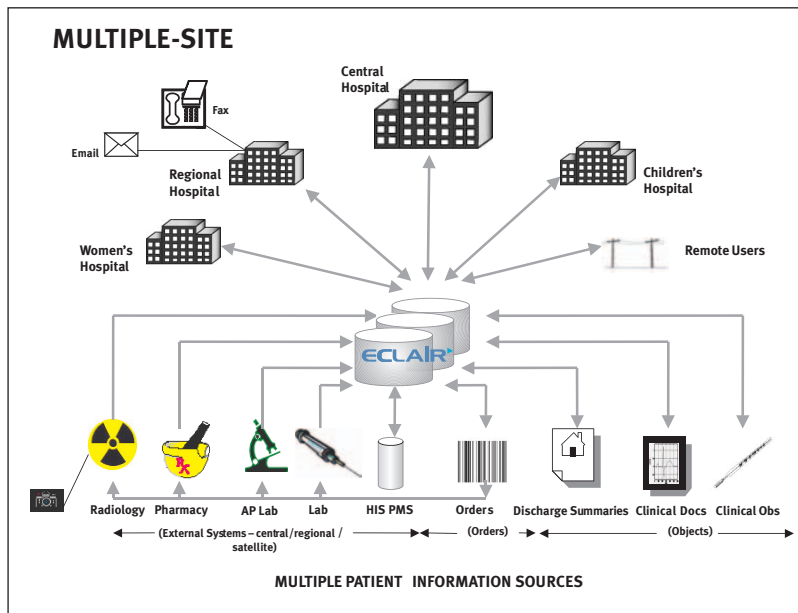 MULTIPLE-SITE
Central
Hospital
Fax
Email
Regional
Hospital
Children's
Hospital
Women's
Hospital
Remote Users
ECLAIR
RX
Radiology
Pharmacy
AP Lab
Lab
HIS PMS
Orders
Discharge Summaries
Clinical Docs
Clinical Obs
(External Systems – central/regional /
satellite)
(Orders)
(Objects)
MULTIPLE PATIENT INFORMATION SOURCES